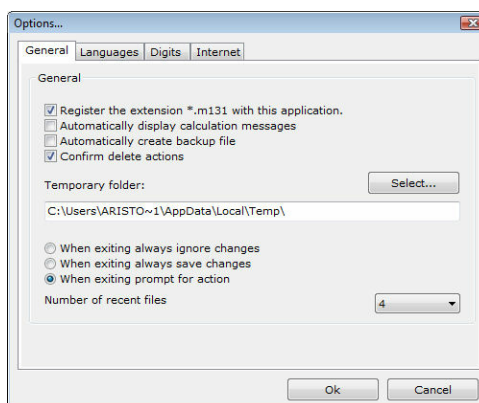 Options...
General Languages Digits Internet
General
Register the extension *.m131 with this application.
Automatically display calculation messages
Automatically create backup file
Confirm delete actions
Temporary folder:
Select...
C:\Users\ARISTO~1\AppData\Local\Temp\
When exiting always ignore changes
When exiting always save changes
When exiting prompt for action
Number of recent files
4
Ok Cancel